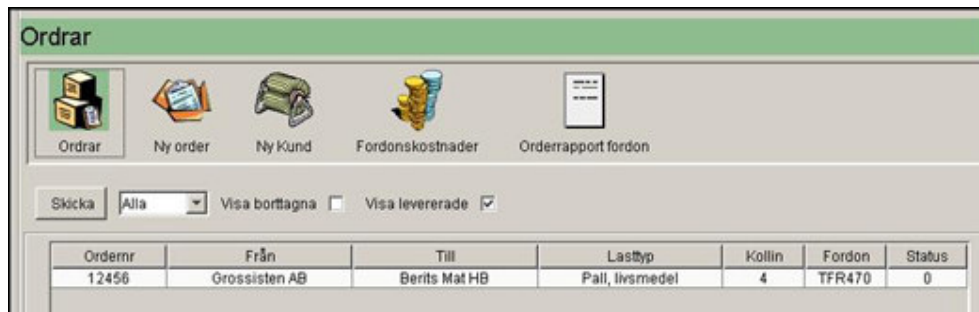 Ordrar
Ordrar Ny order Ny Kund Fordonskostnader Orderrapport fordon
Skicka Alla Visa borttagna Visa levererade
Ordernr Från Till Lasttyp Kollin Fordon Status
12456 Grossisten AB Berits Mat HB Pall, livsmedel 4 TFR470 0